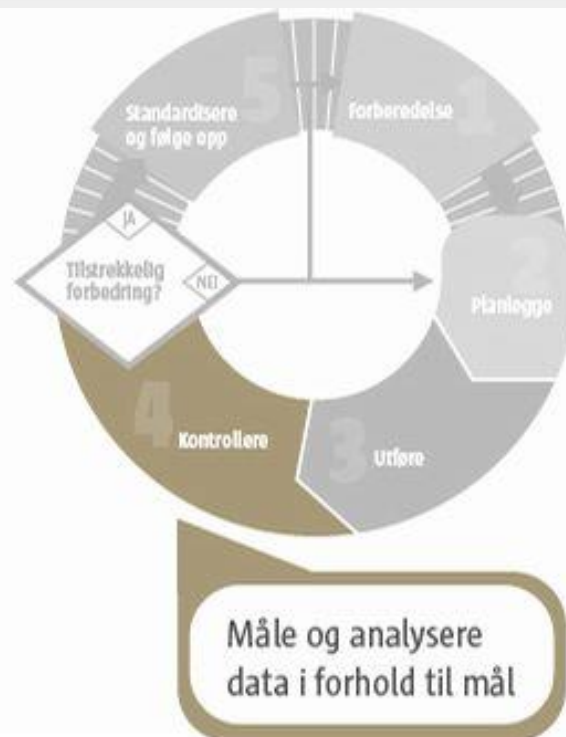 5
Standardisere
og følge opp
1
Forberedelse
JA
Tilstrekkelig
forbedring?
NEI
2
Planlegge
4
Kontrollere
3
Utføre
Måle og analysere
data i forhold til mål